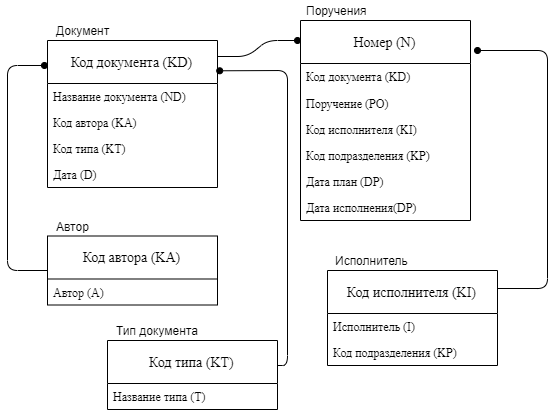 Документ
Код документа (KD)
Название документа (ND)
Код автора (KA)
Код типа (KT)
Дата (D)
Поручения
Номер (N)
Код документа (KD)
Поручение (PO)
Код исполнителя (KI)
Код подразделения (KP)
Дата план (DP)
Дата исполнения(DP)
Автор
Код автора (KA)
Автор (A)
Исполнитель
Код исполнителя (KI)
Исполнитель (I)
Код подразделения (KP)
Тип документа
Код типа (KT)
Название типа (T)